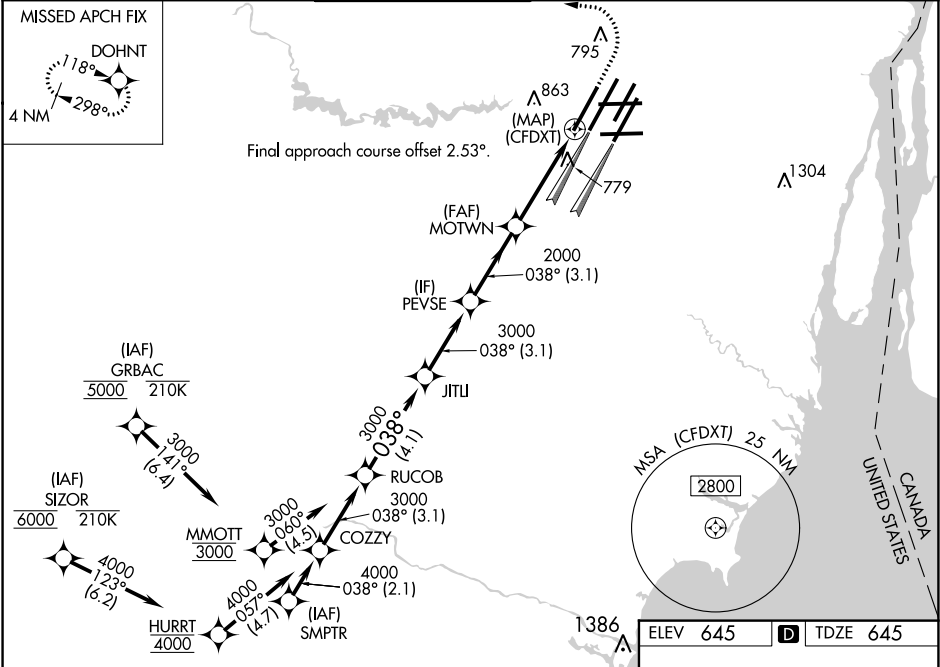 MISSED APCH FIX
DOHNT
118°
298°
4 NM
795
863
(MAP)
(CFDXT)
Final approach course offset 2.53°.
779
1304
(FAF)
MOTWN
2000
038° (3.1)
(IF)
PEVSE
3000
038° (3.1)
JITLI
(IAF)
GRBAC
5000 210K
3000
141°
(6.4)
3000
038°
(4.1)
RUCOB
3000
038° (3.1)
(IAF)
SIZOR
6000 210K
4000
123°
(6.2)
MMOTT
3000
3000
060°
(4.5)
COZZY
4000
038° (2.1)
HURRT
4000
4000
057°
(4.7)
(IAF)
SMPTR
MSA (CFDXT) 25 NM
2800
CANADA
UNITED STATES
1386
ELEV 645 D TDZE 645